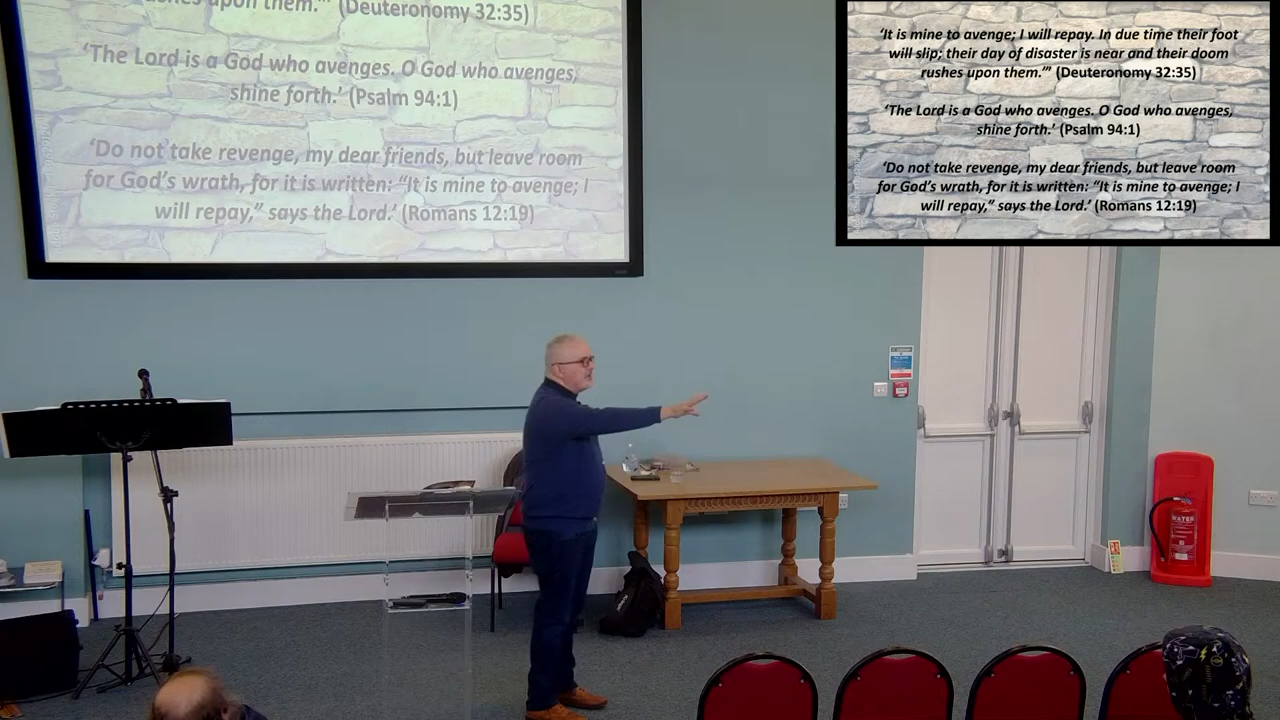 rushes upon them.'" (Deuteronomy 32:35)
'The Lord is a God who avenges. O God who avenges,
shine forth.' (Psalm 94:1)
'Do not take revenge, my dear friends, but leave room
for God's wrath, for it is written: "It is mine to avenge; I
will repay," says the Lord.' (Romans 12:19)
'It is mine to avenge; I will repay. In due time their foot
will slip; their day of disaster is near and their doom
rushes upon them.'" (Deuteronomy 32:35)
'The Lord is a God who avenges. O God who avenges,
shine forth.' (Psalm 94:1)
'Do not take revenge, my dear friends, but leave room
for God's wrath, for it is written: "It is mine to avenge; I
will repay," says the Lord.' (Romans 12:19)
WATER